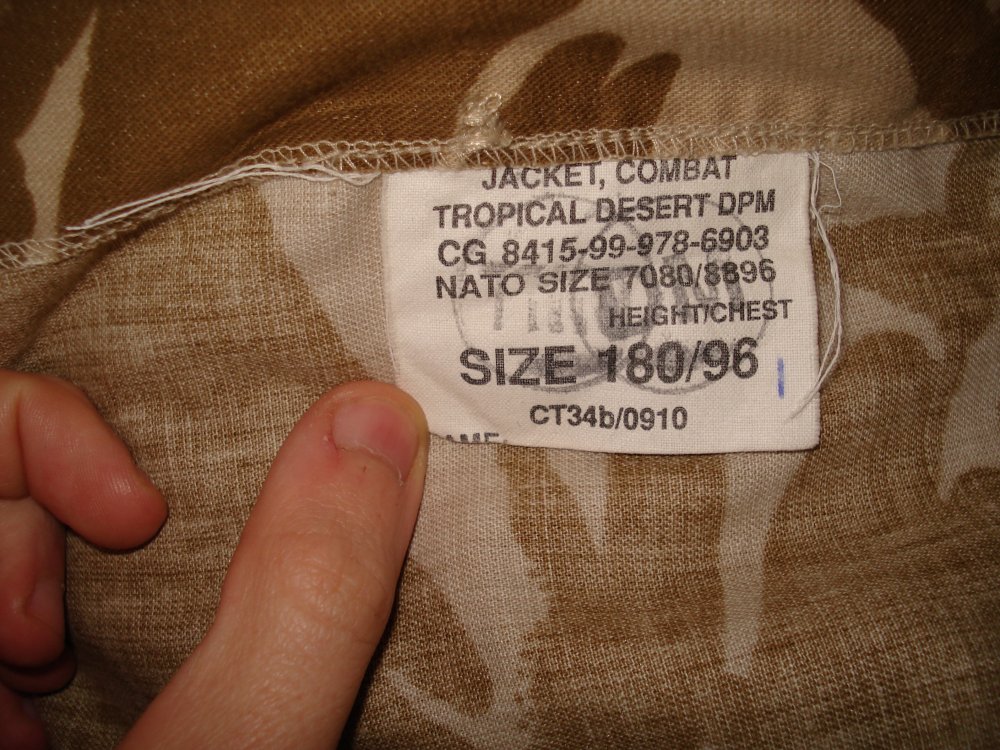 JACKET, COMBAT
TROPICAL DESERT DPM
CG 8415-99-978-6903
NATO SIZE 7080/8896
HEIGHT/CHEST
SIZE 180/96
CT34b/0910